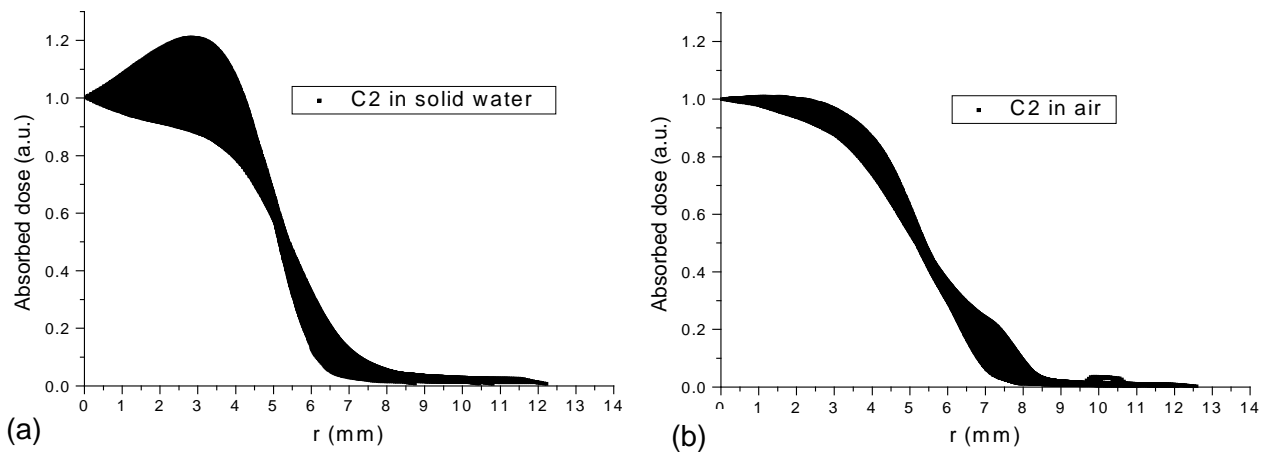 1.2
1.0
0.8
0.6
0.4
0.2
0.0
Absorbed dose (a.u.)
C2 in solid water
0 1 2 3 4 5 6 7 8 9 10 11 12 13 14
r (mm)
(a)
1.2
1.0
0.8
0.6
0.4
0.2
0.0
Absorbed dose (a.u.)
C2 in air
0 1 2 3 4 5 6 7 8 9 10 11 12 13 14
r (mm)
(b)